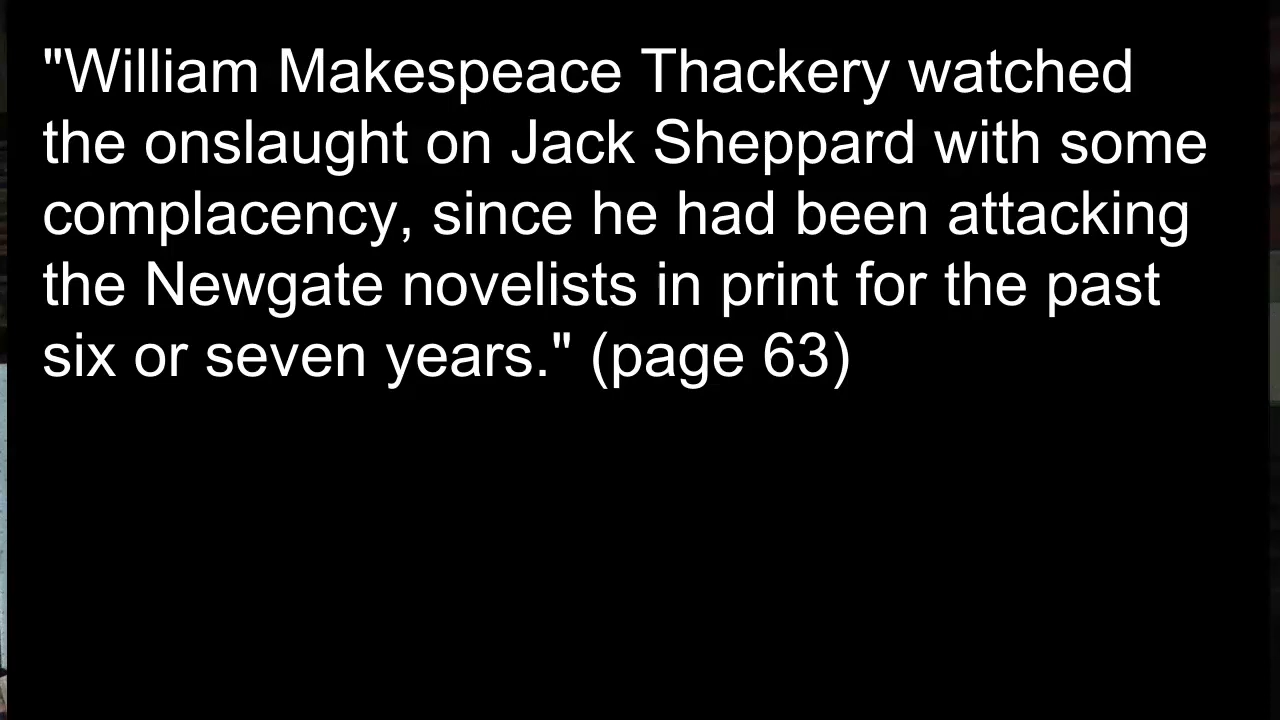 "William Makespeace Thackery watched
the onslaught on Jack Sheppard with some
complacency, since he had been attacking
the Newgate novelists in print for the past
six or seven years." (page 63)